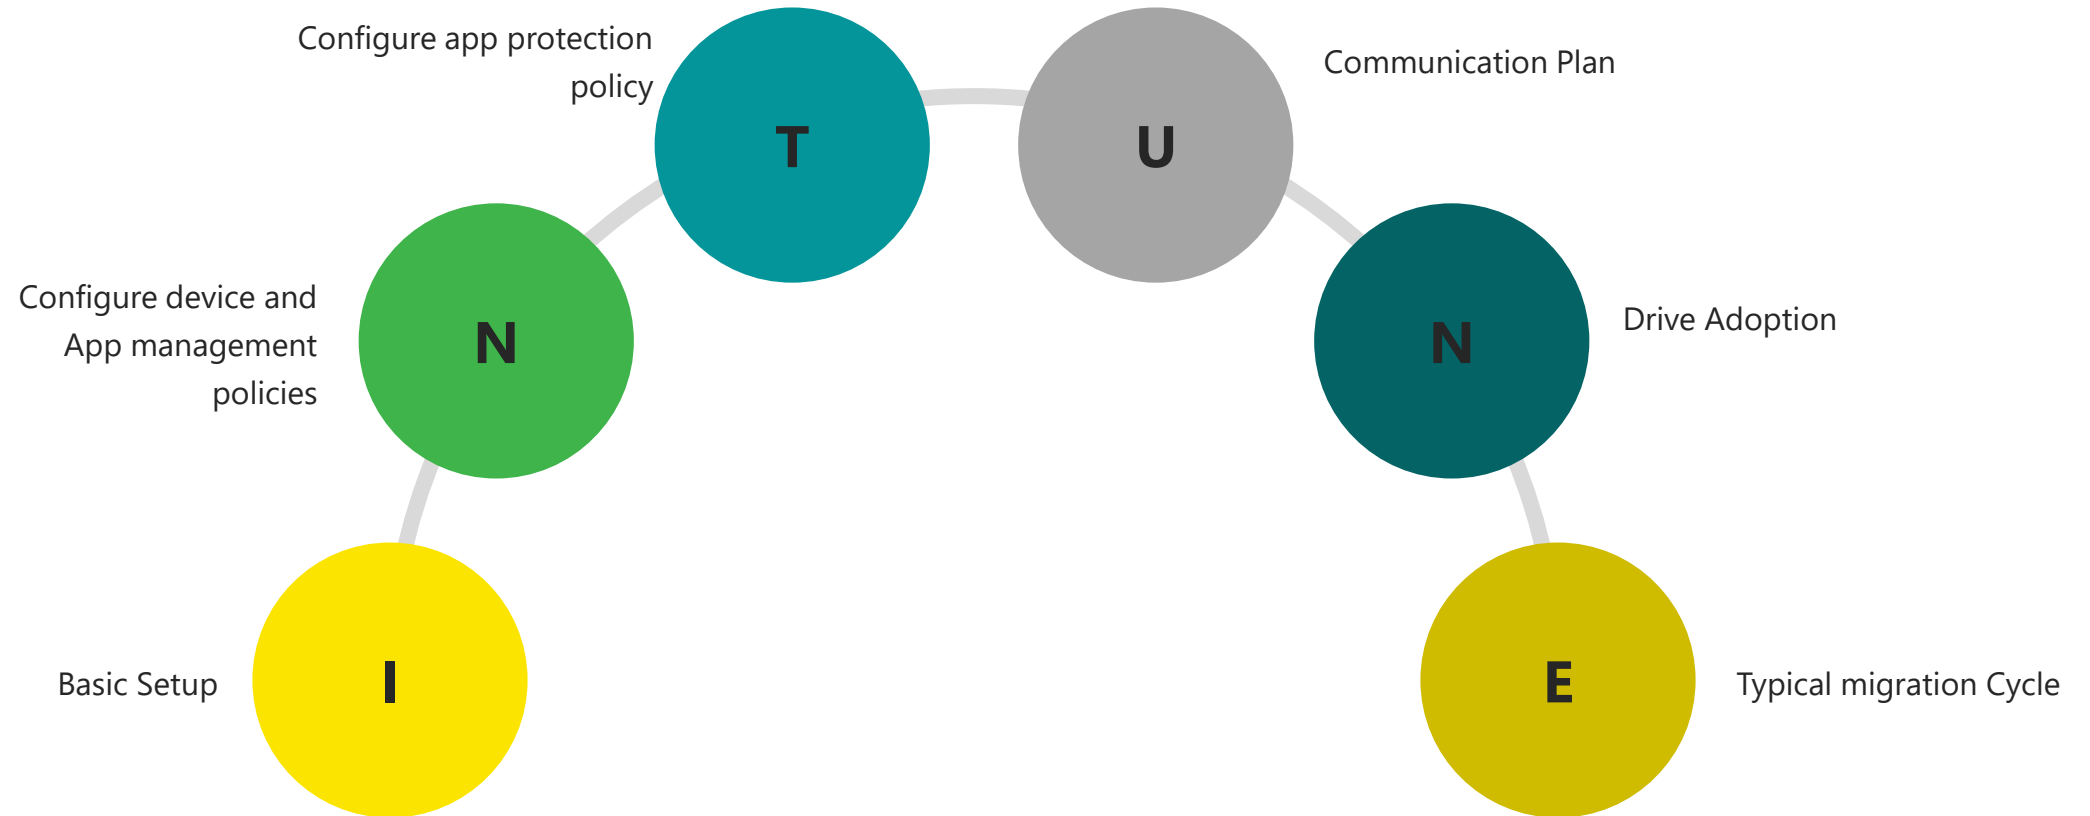 Configure app protection
policy
T
U
Communication Plan
Configure device and
App management
policies
N
N
Drive Adoption
Basic Setup
I
E
Typical migration Cycle